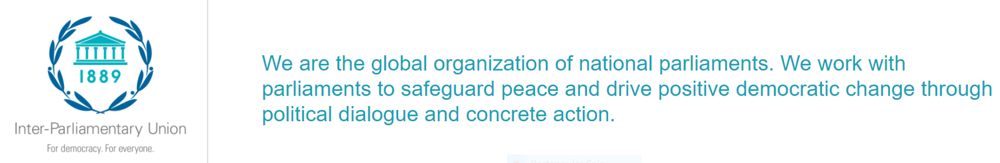 1889
Inter-Parliamentary Union
For democracy. For everyone.
We are the global organization of national parliaments. We work with
parliaments to safeguard peace and drive positive democratic change through
political dialogue and concrete action.